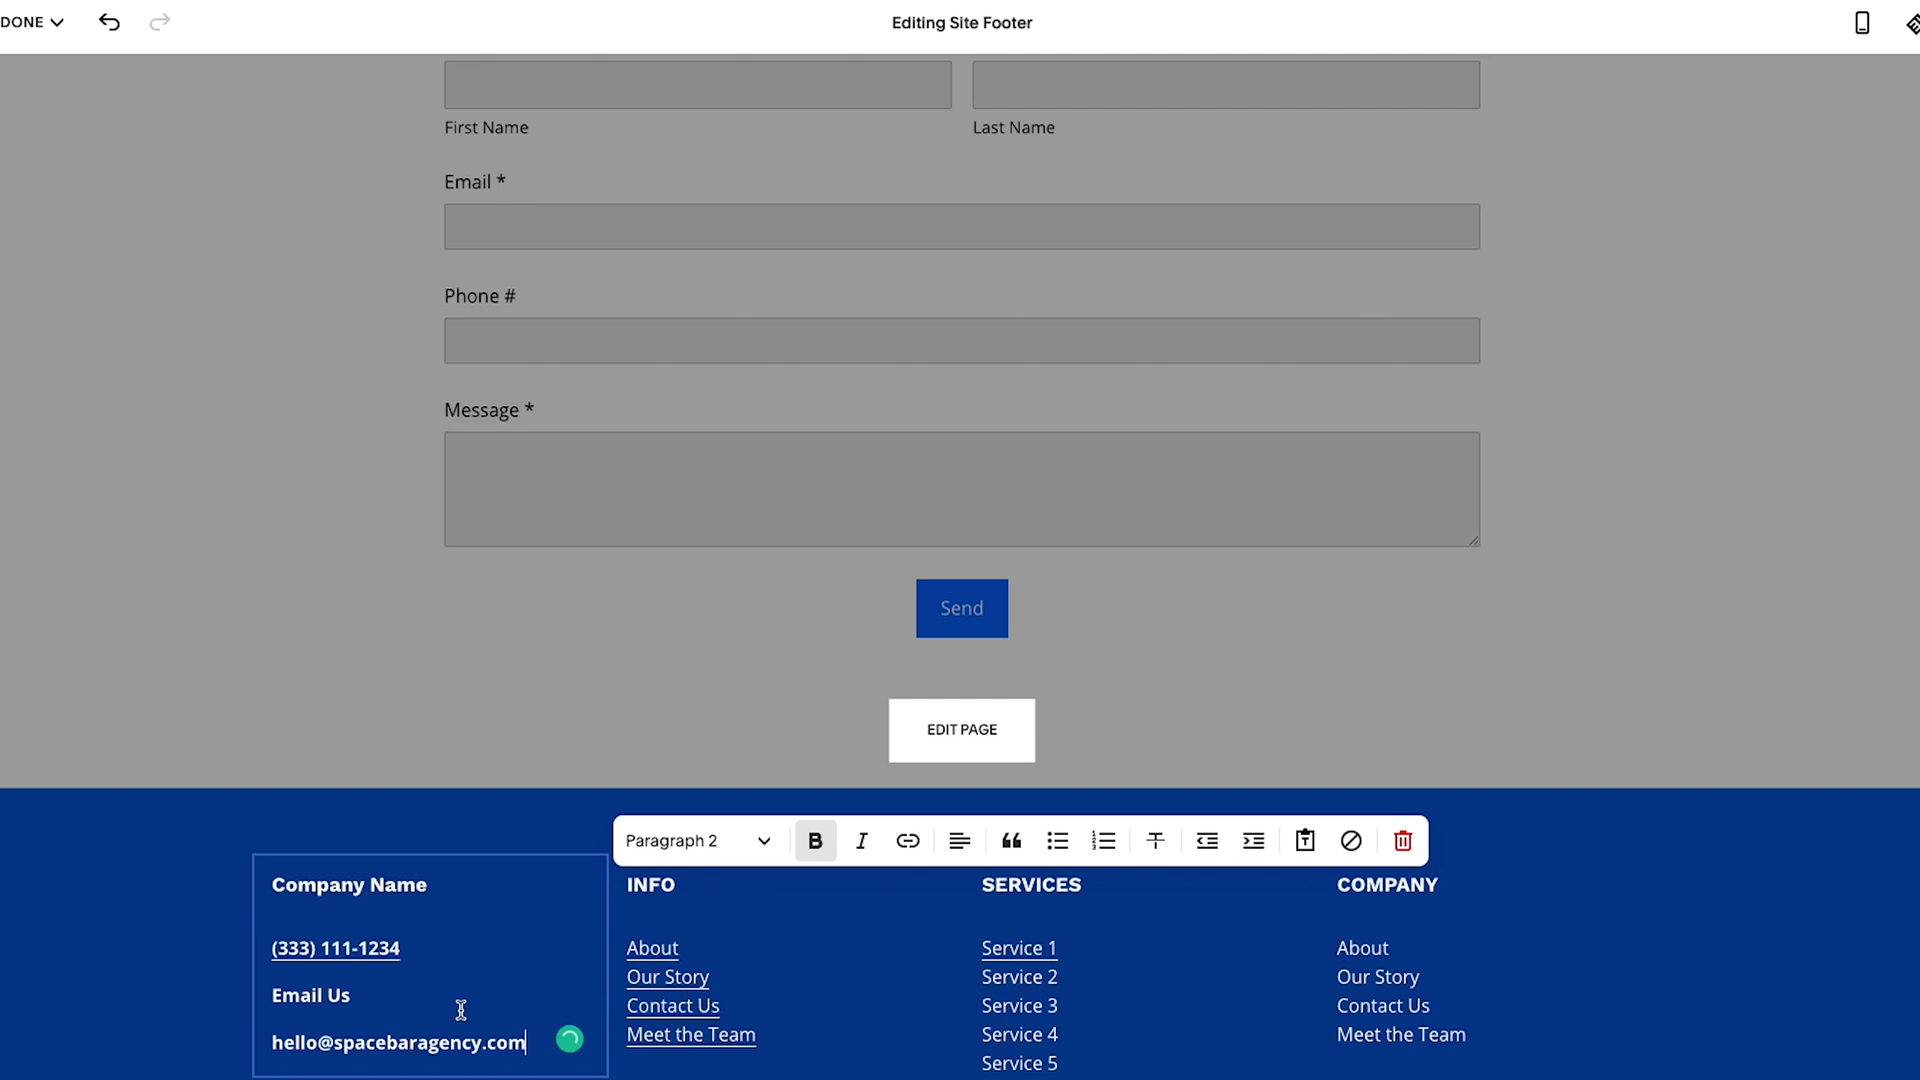 DONE
Editing Site Footer
First Name
Last Name
Email *
Phone #
Message *
Send
EDIT PAGE
Paragraph 2
Company Name
(333) 111-1234
Email Us
hello@spacebaragency.com
INFO
About
Our Story
Contact Us
Meet the Team
SERVICES
Service 1
Service 2
Service 3
Service 4
Service 5
COMPANY
About
Our Story
Contact Us
Meet the Team